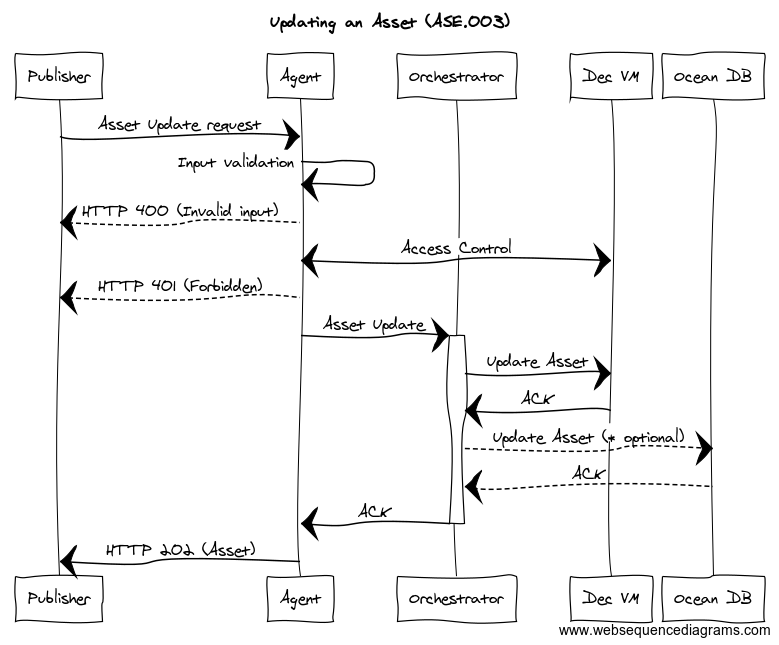 Updating an Asset (ASE.003)
Publisher
Agent
Orchestrator
Dec VM
Ocean DB
Asset Update request
Input validation
HTTP 400 (Invalid input)
Access Control
HTTP 401 (Forbidden)
Asset Update
Update Asset
ACK
Update Asset (* optional)
ACK
ACK
HTTP 202 (Asset)
Publisher
Agent
Orchestrator
Dec VM
Ocean DB
www.websequencediagrams.com